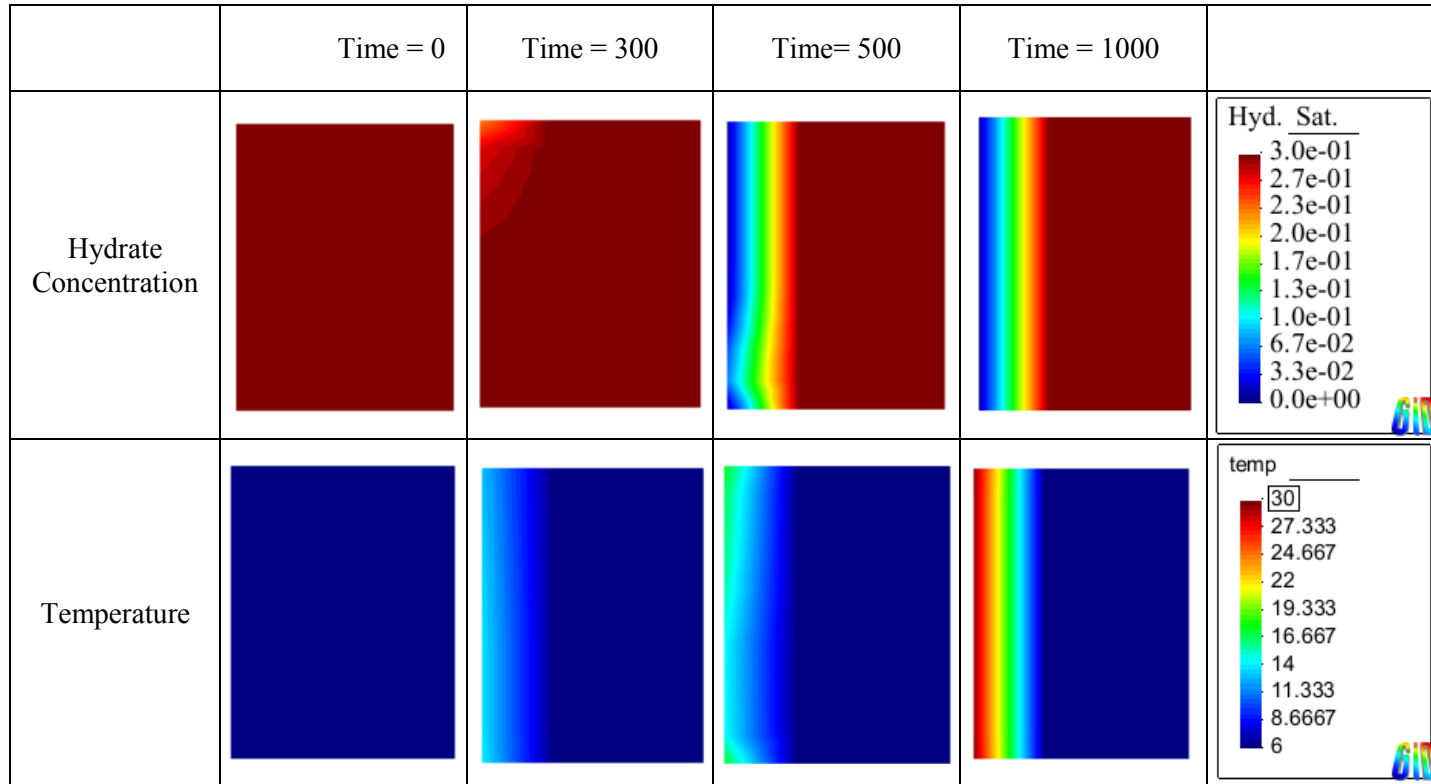 Time = 0
Time = 300
Time= 500
Time = 1000
Hydrate
Concentration
Hyd. Sat.
3.0e-01
2.7e-01
2.3e-01
2.0e-01
1.7e-01
1.3e-01
1.0e-01
6.7e-02
3.3e-02
0.0e+00
GiD
Temperature
temp
30
27.333
24.667
22
19.333
16.667
14
11.333
8.6667
6
GiD